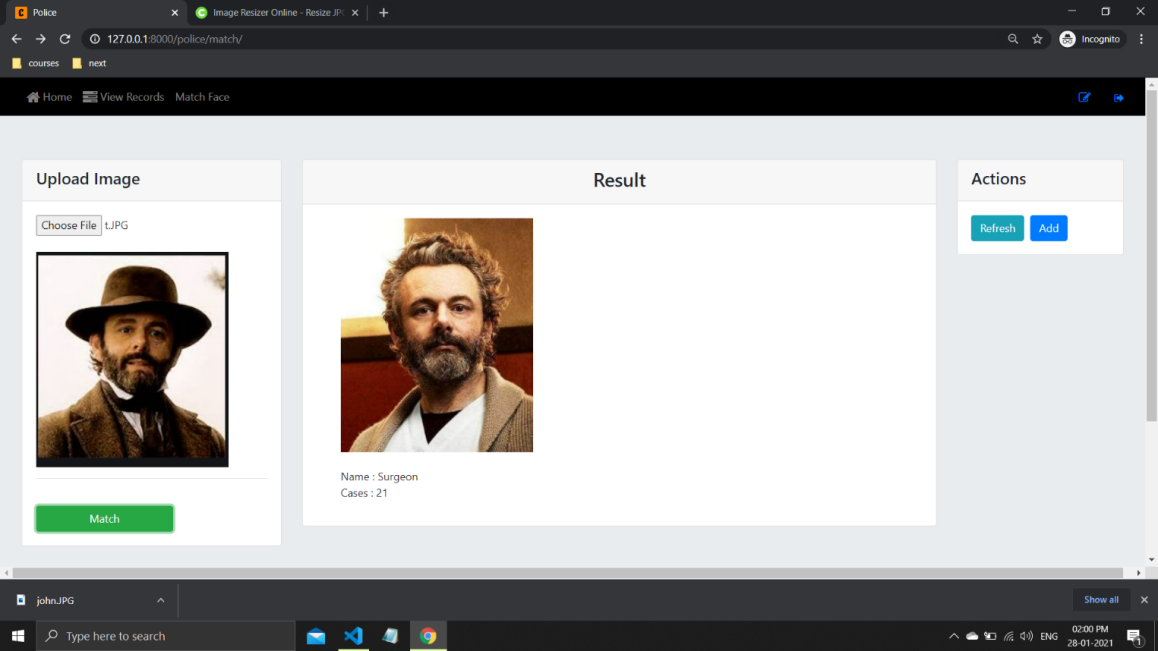 Police
Image Resizer Online - Resize JP
127.0.0.1:8000/police/match/
Incognito
courses
next
Home
View Records
Match Face
Upload Image
Choose File t.JPG
Match
Result
Name : Surgeon
Cases : 21
Actions
Refresh
Add
john.JPG
Show all
Type here to search
ENG
02:00 PM
28-01-2021
1